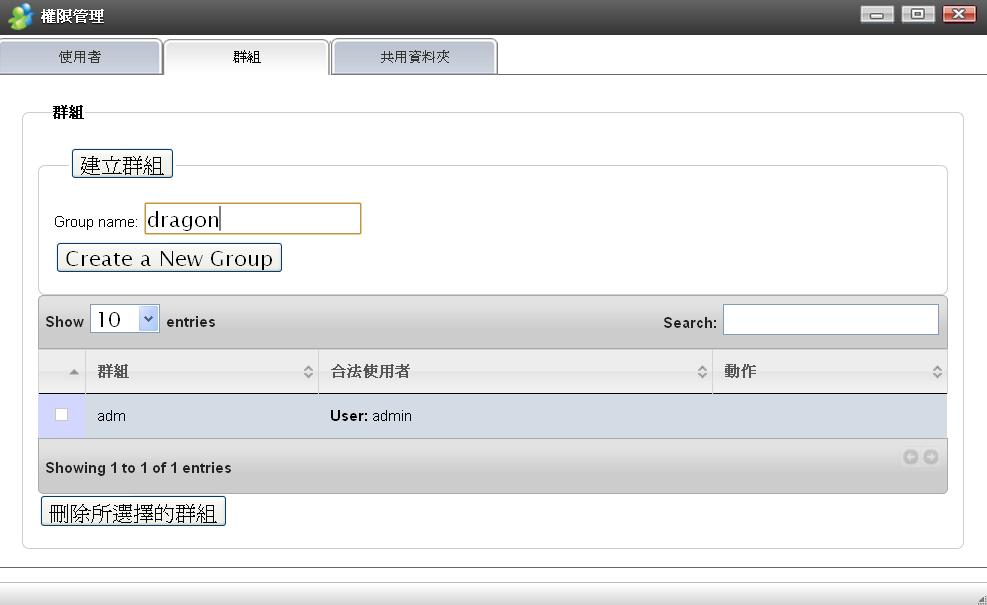 權限管理
使用者 群組 共用資料夾
群組
建立群組
Group name: dragon
Create a New Group
Show 10 entries Search:
群組 合法使用者 動作
adm User: admin
Showing 1 to 1 of 1 entries
刪除所選擇的群組